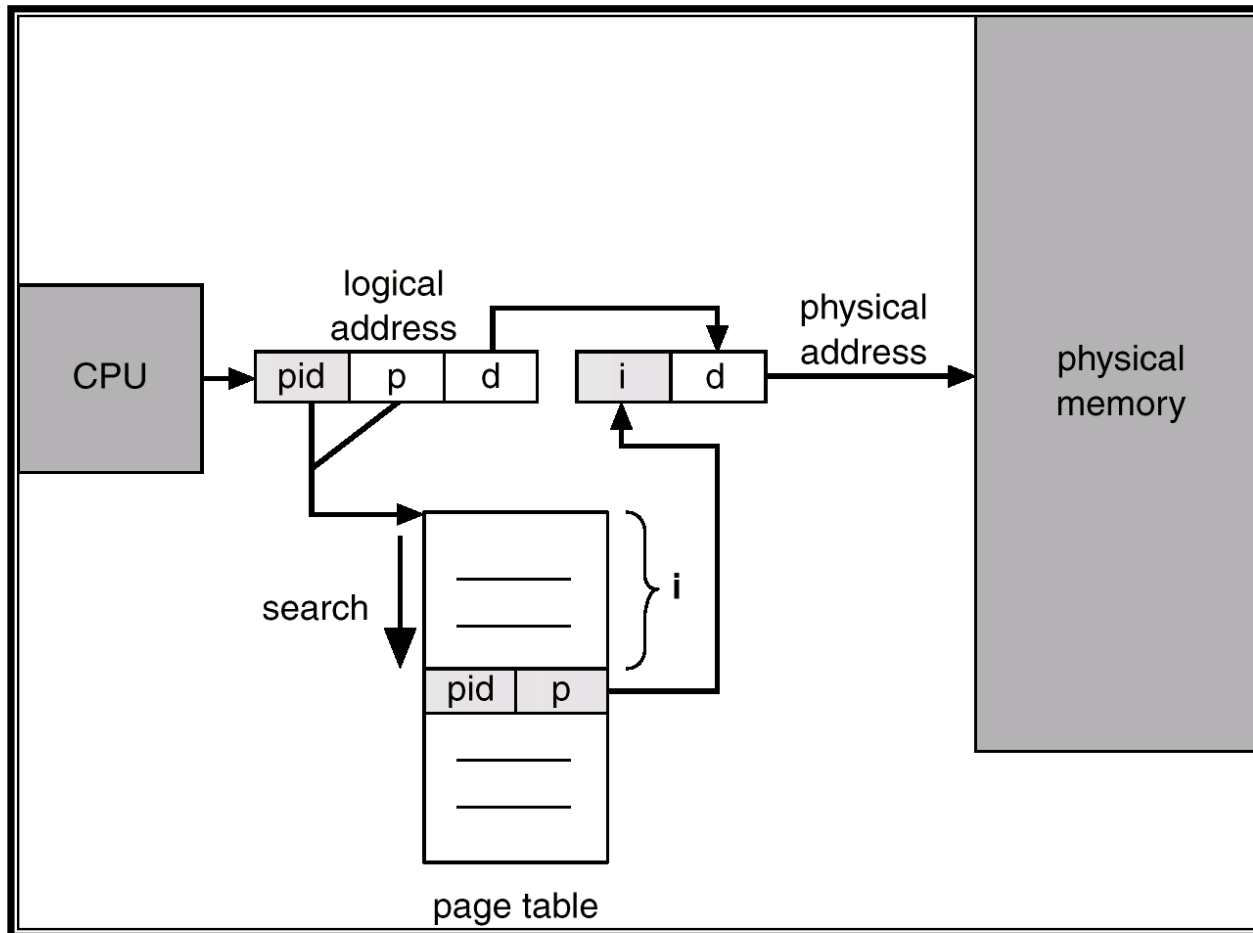 logical
address
physical
address
CPU
pid
p
d
i
d
physical
memory
search
i
pid
p
page table